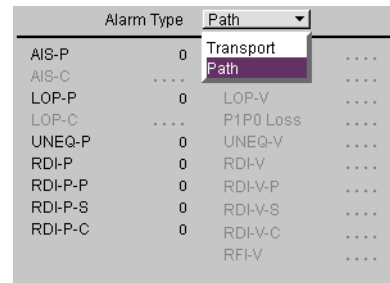 Alarm Type Path
Transport
Path
AIS-P 0 ....
AIS-C .... ....
LOP-P 0 LOP-V ....
LOP-C .... P1P0 Loss ....
UNEQ-P 0 UNEQ-V ....
RDI-P 0 RDI-V ....
RDI-P-P 0 RDI-V-P ....
RDI-P-S 0 RDI-V-S ....
RDI-P-C 0 RDI-V-C ....
RFI-V ....